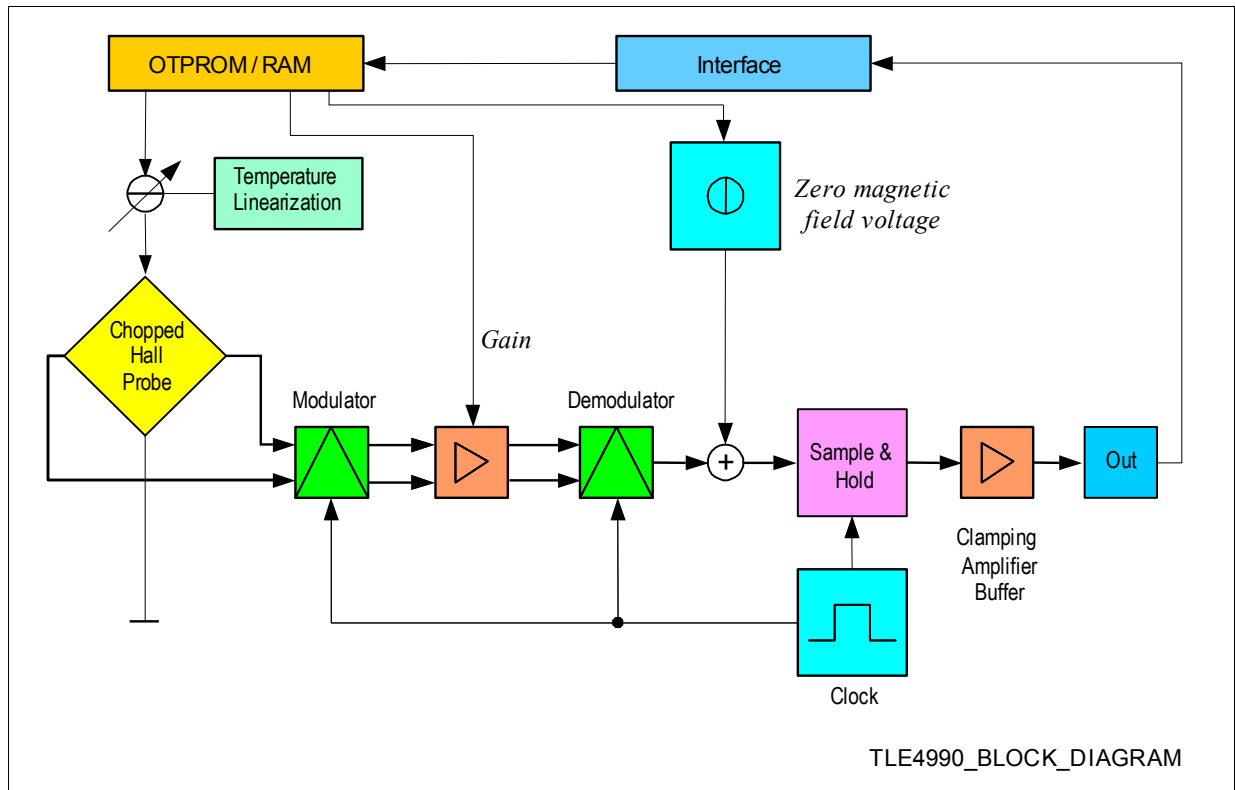 OTPROM / RAM
Interface
Temperature
Linearization
Zero magnetic
field voltage
Chopped
Hall
Probe
Gain
Modulator
Demodulator
+
Sample &
Hold
Out
Clamping
Amplifier
Buffer
Clock
TLE4990_BLOCK_DIAGRAM